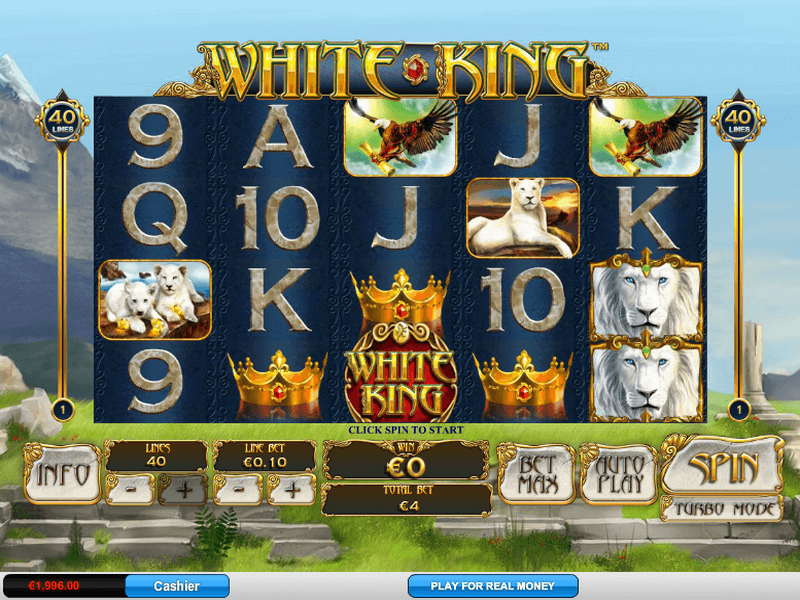 WHITE KING™
40
LINES
40
LINES
9 A J
Q 10 J K
K 10
9
WHITE
KING
1
1
CLICK SPIN TO START
INFO
LINES
40
LINE BET
€0.10
- + - +
WIN
€0
TOTAL BET
€4
BET
MAX
AUTO
PLAY
SPIN
TURBO MODE
€1,996.00
Cashier
PLAY FOR REAL MONEY